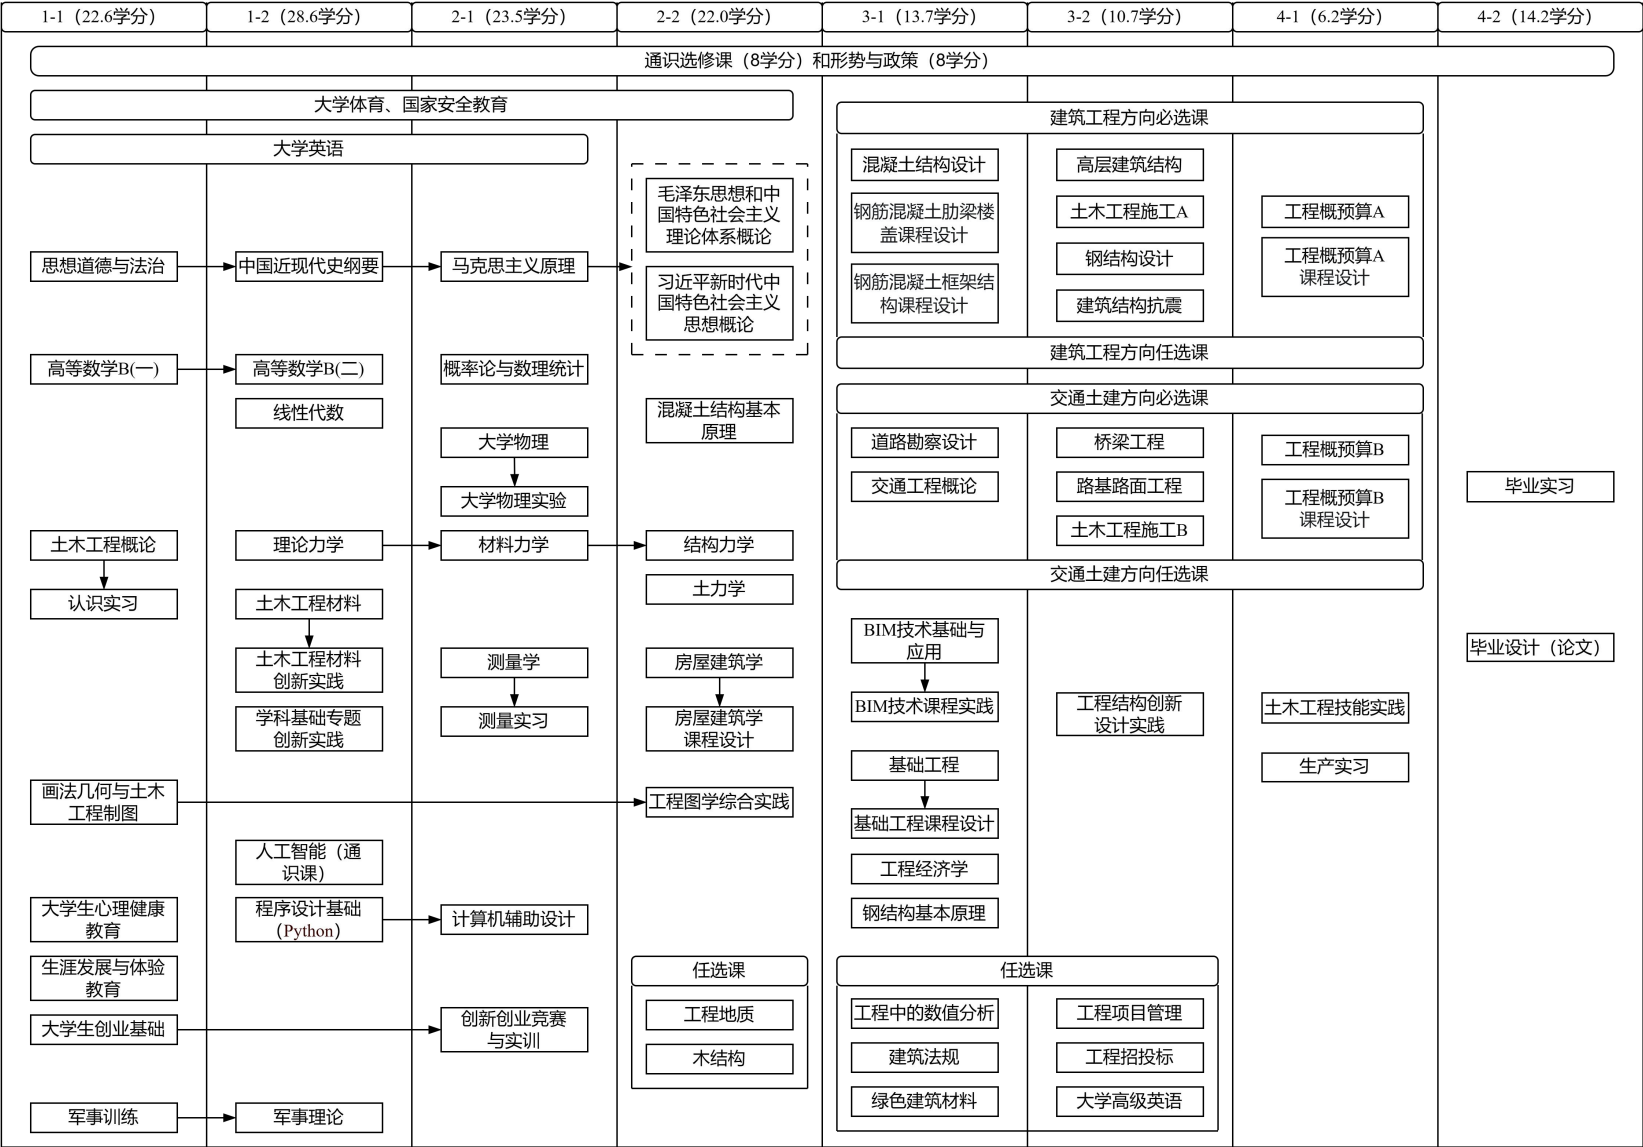 1-1（22.6学分）
1-2（28.6学分）
2-1（23.5学分）
2-2（22.0学分）
3-1（13.7学分）
3-2（10.7学分）
4-1（6.2学分）
4-2（14.2学分）
通识选修课（8学分）和形势与政策（8学分）
大学体育、国家安全教育
大学英语
思想道德与法治
高等数学B(一)
土木工程概论
认识实习
画法几何与土木
工程制图
大学生心理健康
教育
生涯发展与体验
教育
大学生创业基础
军事训练
中国近现代史纲要
高等数学B(二)
线性代数
理论力学
土木工程材料
土木工程材料
创新实践
学科基础专题
创新实践
人工智能（通
识课）
程序设计基础
（Python）
军事理论
马克思主义原理
概率论与数理统计
大学物理
大学物理实验
材料力学
测量学
测量实习
计算机辅助设计
创新创业竞赛
与实训
毛泽东思想和中
国特色社会主义
理论体系概论
习近平新时代中
国特色社会主义
思想概论
混凝土结构基本
原理
结构力学
土力学
房屋建筑学
房屋建筑学
课程设计
工程图学综合实践
任选课
工程地质
木结构
建筑工程方向必选课
混凝土结构设计
钢筋混凝土肋梁楼
盖课程设计
钢筋混凝土框架结
构课程设计
高层建筑结构
土木工程施工A
钢结构设计
建筑结构抗震
工程概预算A
工程概预算A
课程设计
建筑工程方向任选课
交通土建方向必选课
道路勘察设计
交通工程概论
桥梁工程
路基路面工程
土木工程施工B
工程概预算B
工程概预算B
课程设计
交通土建方向任选课
BIM技术基础与
应用
BIM技术课程实践
基础工程
基础工程课程设计
工程经济学
钢结构基本原理
工程结构创新
设计实践
土木工程技能实践
生产实习
任选课
工程中的数值分析
建筑法规
绿色建筑材料
工程项目管理
工程招投标
大学高级英语
毕业实习
毕业设计（论文）